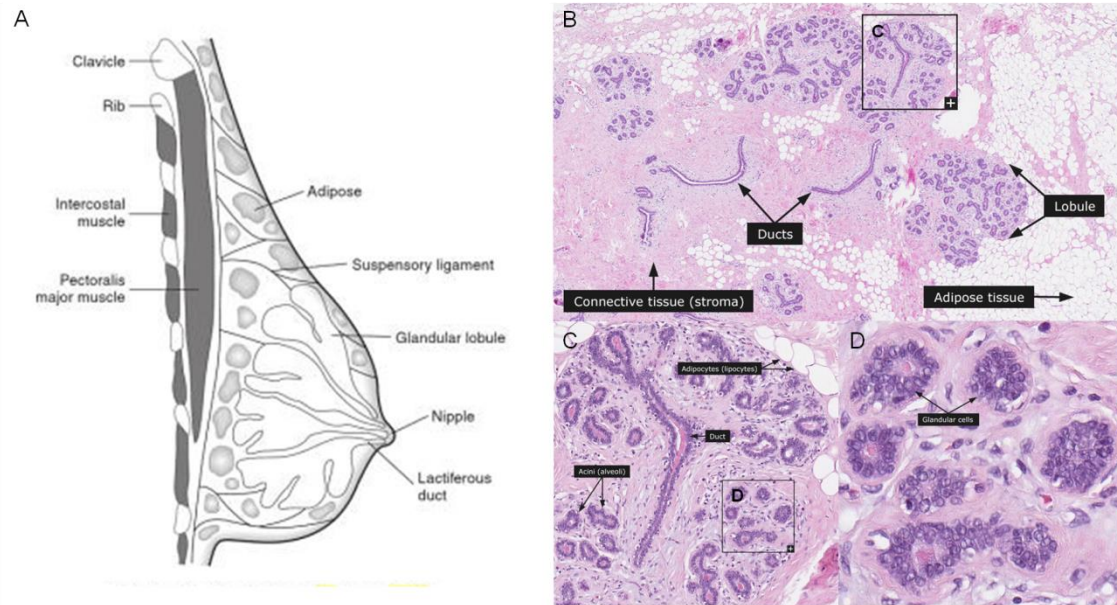 A
Clavicle
Rib
Adipose
Intercostal
muscle
Suspensory ligament
Pectoralis
major muscle
Glandular lobule
Nipple
Lactiferous
duct
B
C
Lobule
Ducts
Connective tissue (stroma)
Adipose tissue
C
Adipocytes (lipocytes)
Duct
Acini (alveoli)
D
D
Glandular cells